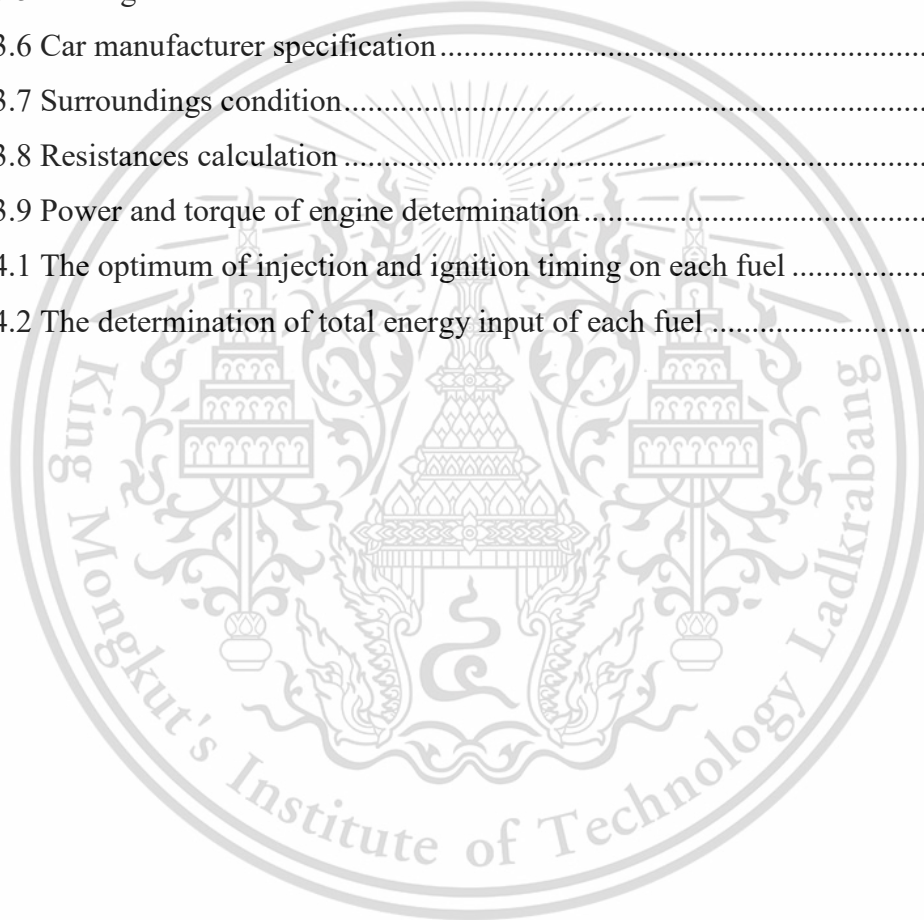 3.6 Car manufacturer specification........................................................
3.7 Surroundings condition....................................................................
3.8 Resistances calculation....................................................................
3.9 Power and torque of engine determination.......................................
4.1 The optimum of injection and ignition timing on each fuel................
4.2 The determination of total energy input of each fuel..........................
King Mongkut's Institute of Technology Ladkrabang